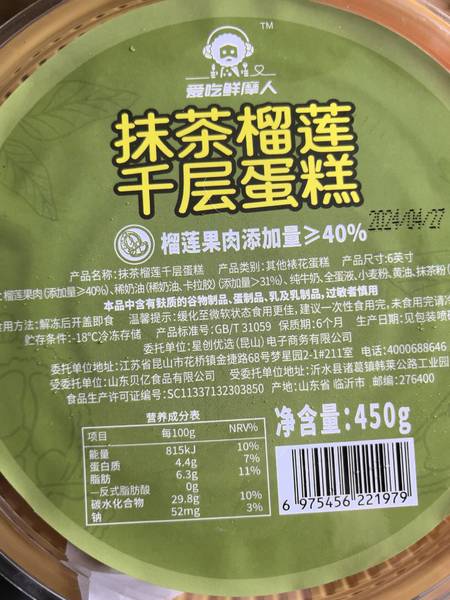 TM
爱吃鲜摩人
抹茶榴莲
千层蛋糕
2024/04/27
榴莲果肉添加量≥40%
产品名称:抹茶榴莲千层蛋糕 产品类别:其他裱花蛋糕 产品尺寸:6英寸
:榴莲果肉(添加量≥40%)、稀奶油(稀奶油、卡拉胶)(添加量≥31%)、纯牛奶、全蛋液、小麦粉、黄油、抹茶粉(
本品中含有麸质的谷物制品、蛋制品、乳及乳制品,过敏者慎用
食用方法:解冻后开盖即食 温馨提示:缓化至微软状态食用更佳,建议一次性食用完,未食用完请冷
贮存条件:-18℃冷冻储存 产品标准号:GB/T 31059 保质期:6个月 生产日期:见包装喷码
委托单位:星创优选(昆山)电子商务有限公司
委托单位地址:江苏省昆山市花桥镇金捷路68号梦星园2-1#211室 电话:4000688646
受委托单位:山东贝亿食品有限公司 受委托单位地址:沂水县诸葛镇韩莱公路工业园
食品生产许可证编号:SC11337132303850 产地:山东省 临沂市 邮编:276400
营养成分表
项目 每100g NRV%
能量 815kJ 10%
蛋白质 4.4g 7%
脂肪 6.3g 11%
—反式脂肪酸 0g
碳水化合物 29.8g 10%
钠 52mg 3%
净含量:450g
6 975456 221979